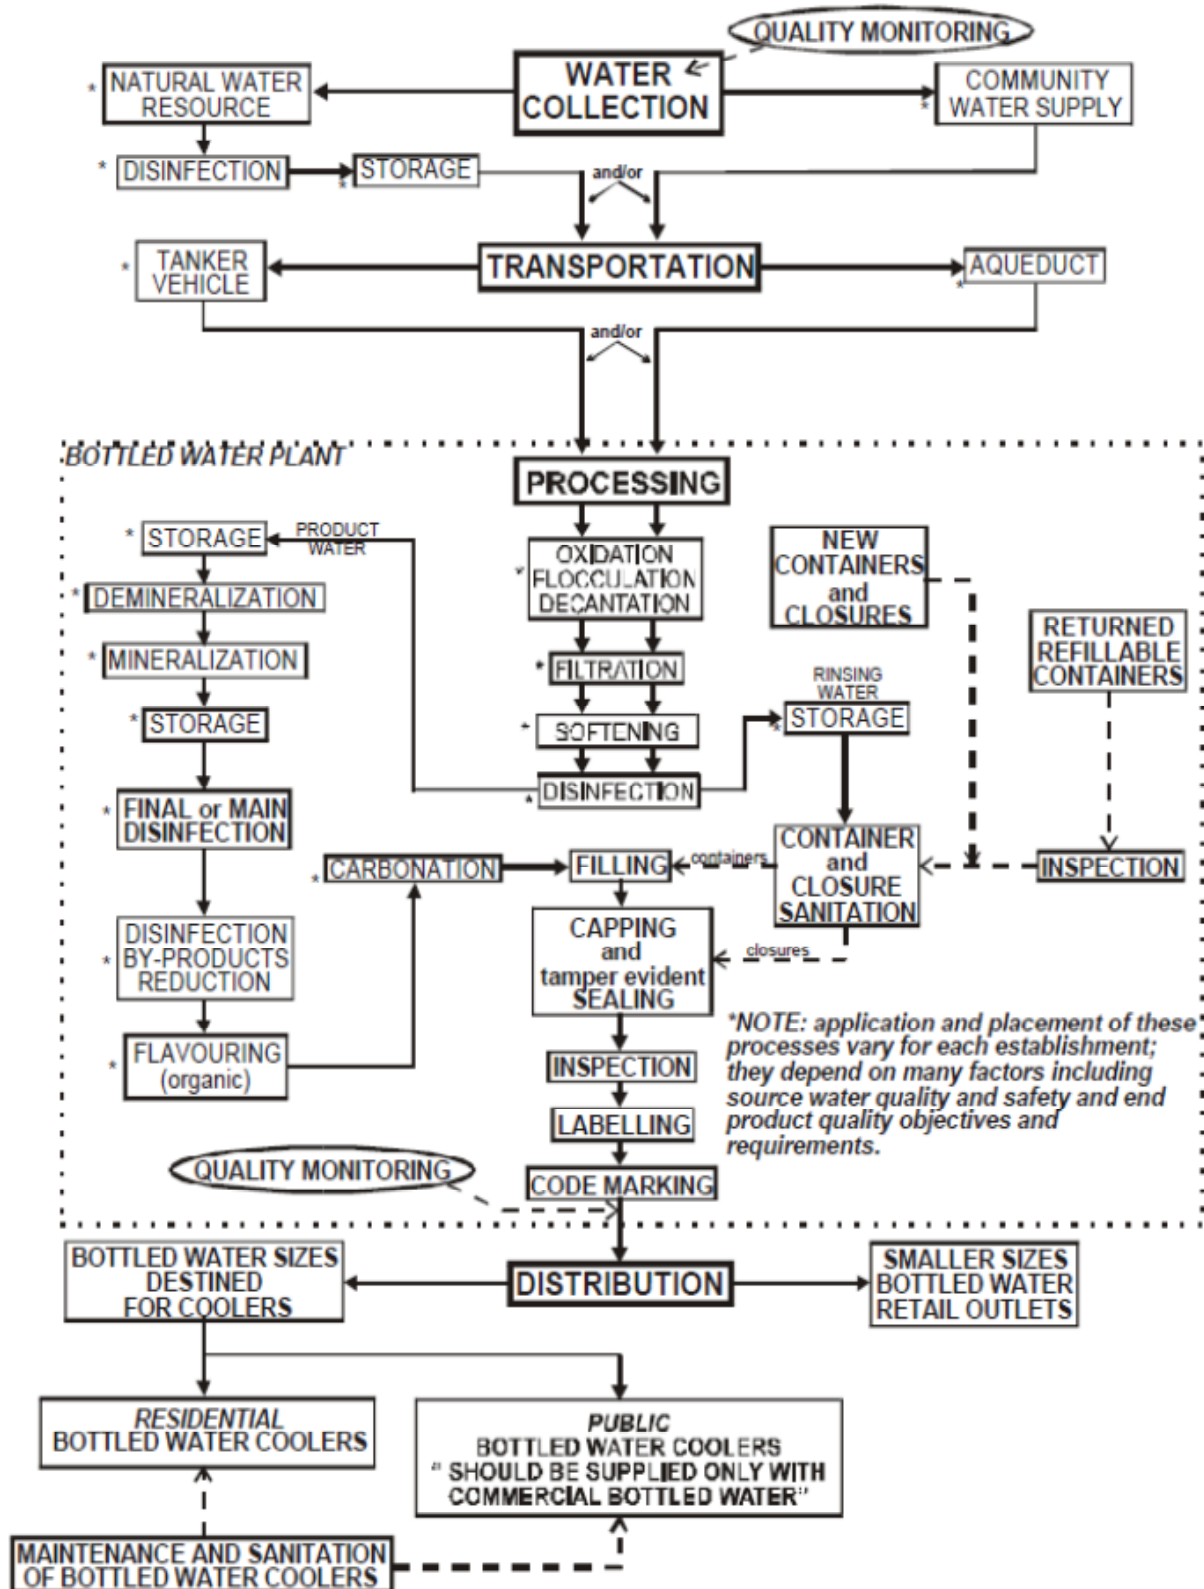 QUALITY MONITORING
WATER
COLLECTION
* NATURAL WATER
RESOURCE
COMMUNITY
* WATER SUPPLY
* DISINFECTION
* STORAGE
and/or
* TANKER
VEHICLE
TRANSPORTATION
* AQUEDUCT
and/or
BOTTLED WATER PLANT
PROCESSING
* STORAGE
PRODUCT
WATER
* OXIDATION
FLOCCULATION
DECANTATION
NEW
CONTAINERS
and
CLOSURES
* DEMINERALIZATION
RETURNED
REFILLABLE
CONTAINERS
* MINERALIZATION
* FILTRATION
RINSING
WATER
* STORAGE
* STORAGE
* SOFTENING
* DISINFECTION
* FINAL or MAIN
DISINFECTION
CONTAINER
and
CLOSURE
SANITATION
* CARBONATION
FILLING
containers
INSPECTION
DISINFECTION
* BY-PRODUCTS
REDUCTION
CAPPING
and
tamper evident
SEALING
closures
* FLAVOURING
(organic)
*NOTE: application and placement of these
processes vary for each establishment;
they depend on many factors including
source water quality and safety and end
product quality objectives and
requirements.
INSPECTION
LABELLING
QUALITY MONITORING
CODE MARKING
BOTTLED WATER SIZES
DESTINED
FOR COOLERS
DISTRIBUTION
SMALLER SIZES
BOTTLED WATER
RETAIL OUTLETS
RESIDENTIAL
BOTTLED WATER COOLERS
PUBLIC
BOTTLED WATER COOLERS
" SHOULD BE SUPPLIED ONLY WITH
COMMERCIAL BOTTLED WATER"
MAINTENANCE AND SANITATION
OF BOTTLED WATER COOLERS